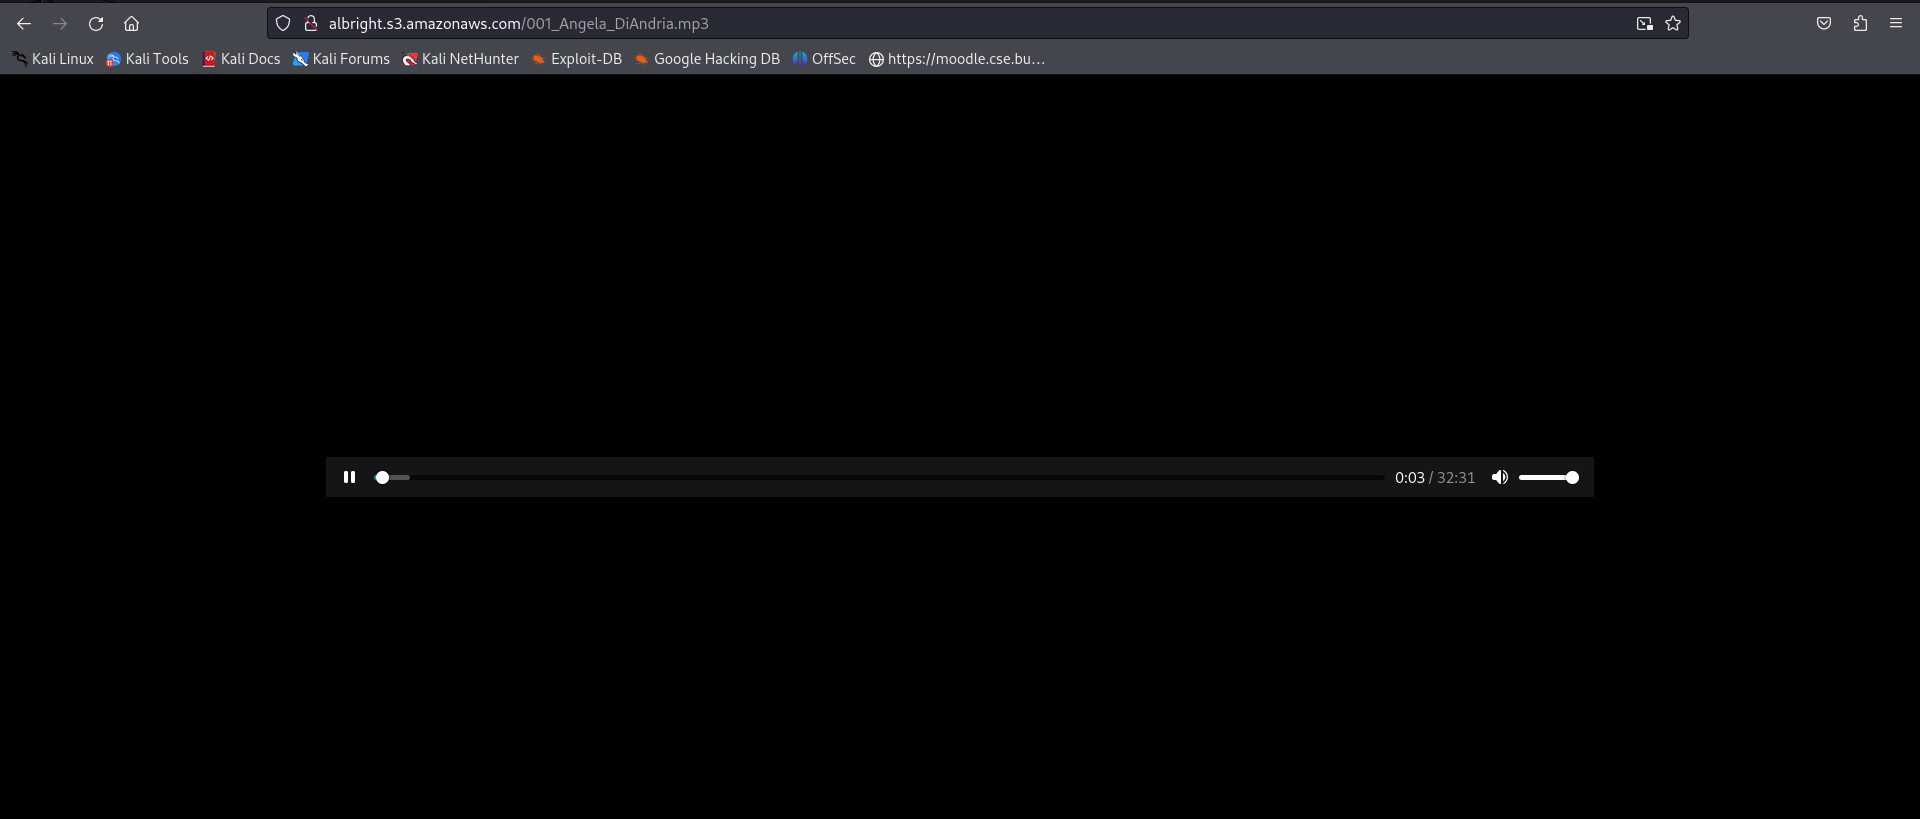 albright.s3.amazonaws.com/001_Angela_DiAndria.mp3
Kali Linux Kali Tools Kali Docs Kali Forums Kali NetHunter Exploit-DB Google Hacking DB OffSec https://moodle.cse.bu…
0:03 / 32:31